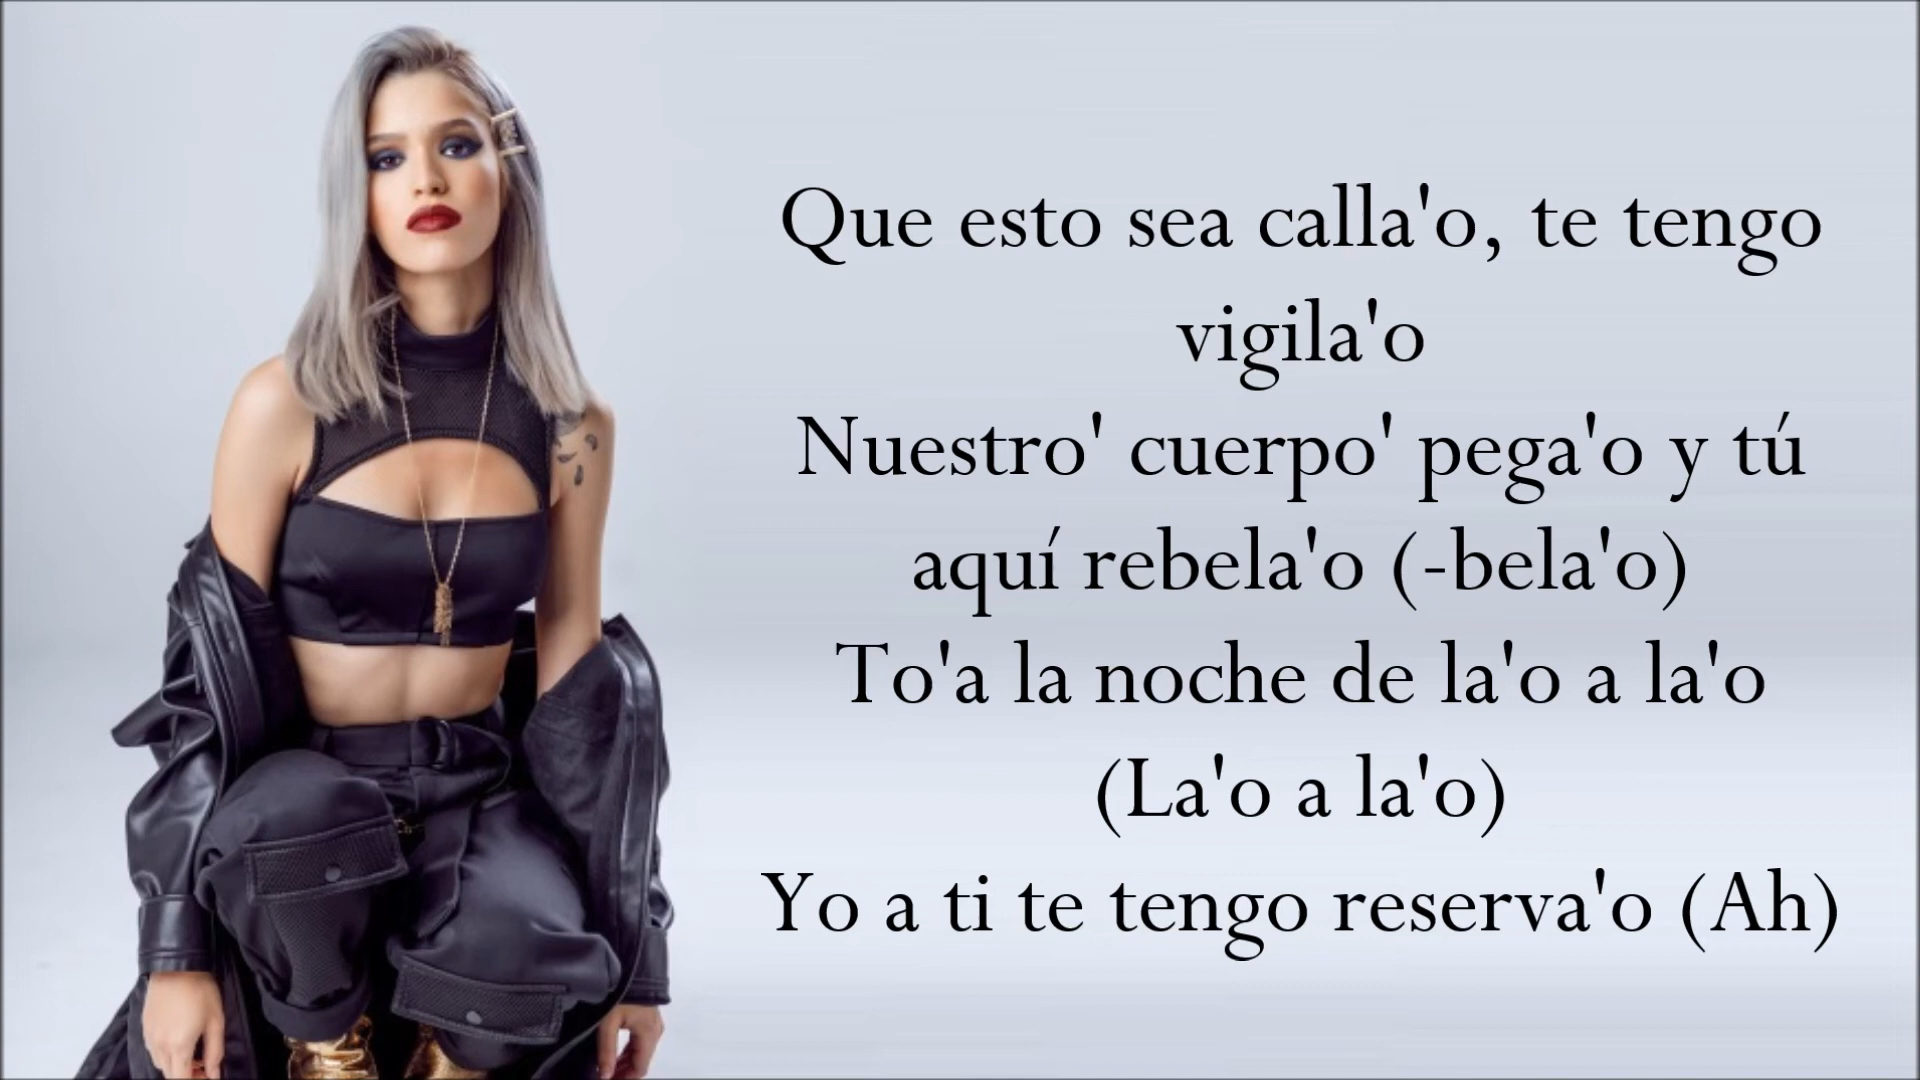 Que esto sea calla'o, te tengo
vigila'o
Nuestro' cuerpo' pega'o y tú
aquí rebela'o (-bela'o)
To'a la noche de la'o a la'o
(La'o a la'o)
Yo a ti te tengo reserva'o (Ah)